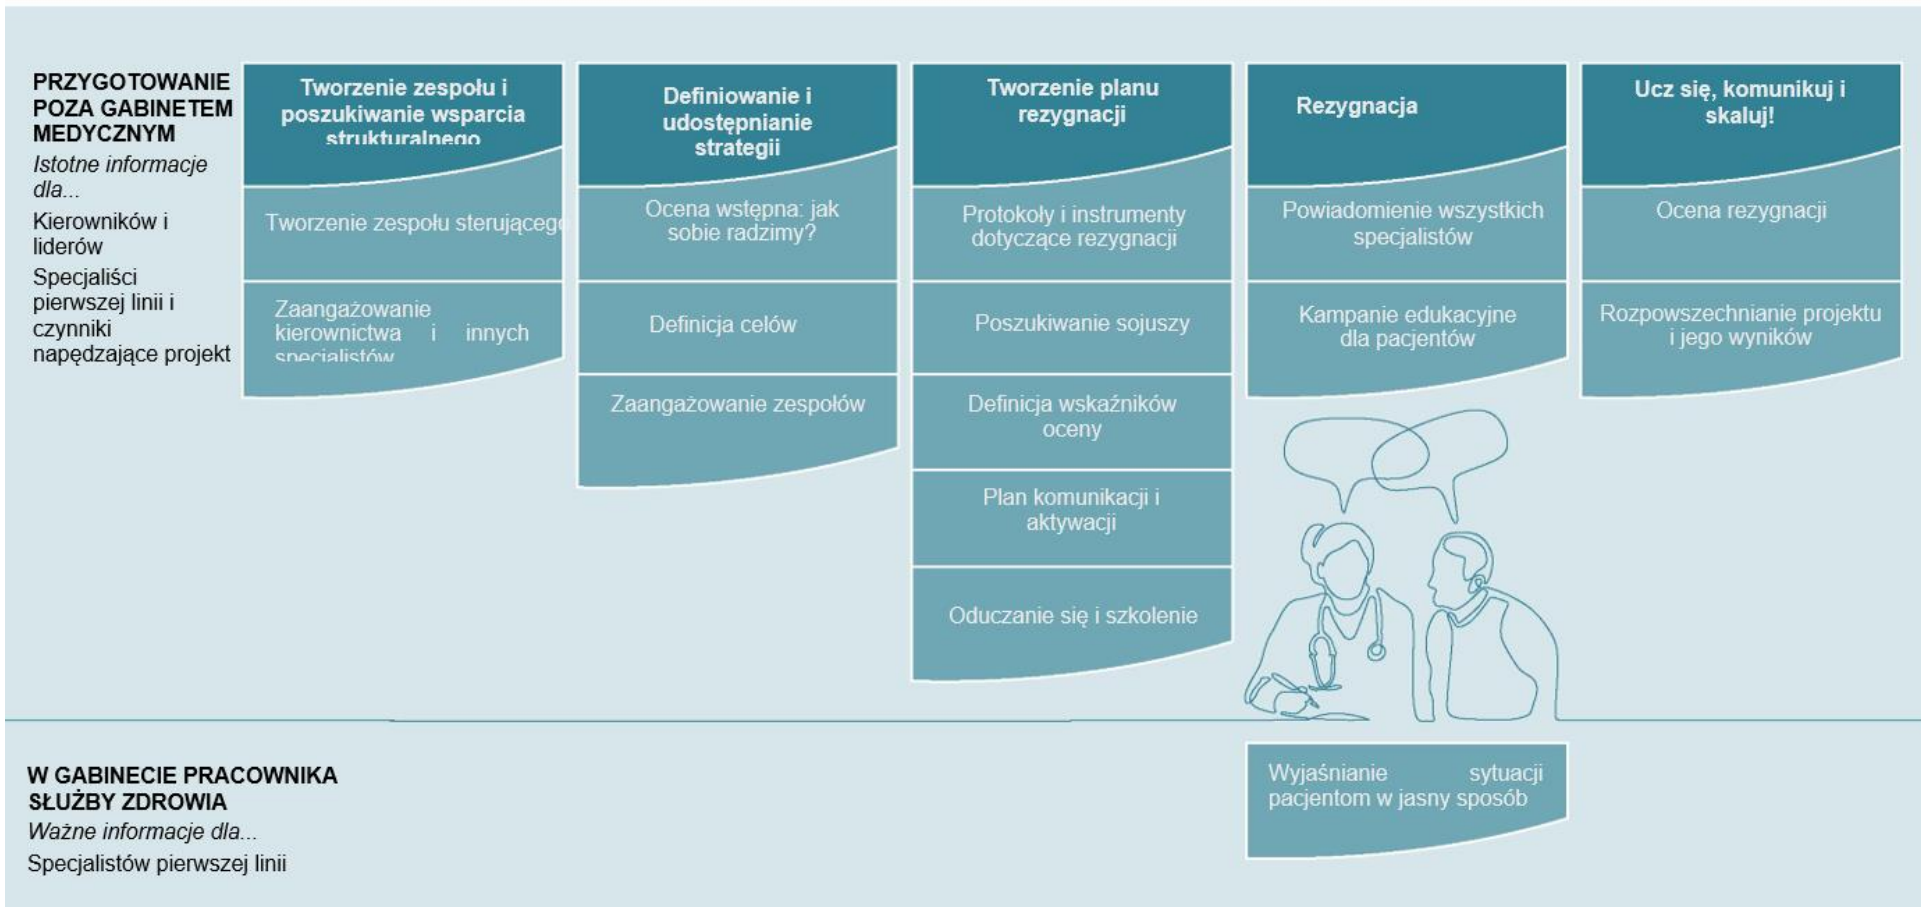 PRZYGOTOWANIE
POZA GABINETEM
MEDYCZNYM
Istotne informacje
dla...
Kierowników i
liderów
Specjaliści
pierwszej linii i
czynniki
napędzające projekt
Tworzenie zespołu i
poszukiwanie wsparcia
strukturalnego
Tworzenie zespołu sterującego
Zaangażowanie
kierownictwa i innych
specjalistów
Definiowanie i
udostępnianie
strategii
Ocena wstępna: jak
sobie radzimy?
Definicja celów
Zaangażowanie zespołów
Tworzenie planu
rezygnacji
Protokoły i instrumenty
dotyczące rezygnacji
Poszukiwanie sojuszy
Definicja wskaźników
oceny
Plan komunikacji i
aktywacji
Oduczanie się i szkolenie
Rezygnacja
Powiadomienie wszystkich
specjalistów
Kampanie edukacyjne
dla pacjentów
Ucz się, komunikuj i
skaluj!
Ocena rezygnacji
Rozpowszechnianie projektu
i jego wyników
W GABINECIE PRACOWNIKA
SŁUŻBY ZDROWIA
Ważne informacje dla...
Specjalistów pierwszej linii
Wyjaśnianie sytuacji
pacjentom w jasny sposób